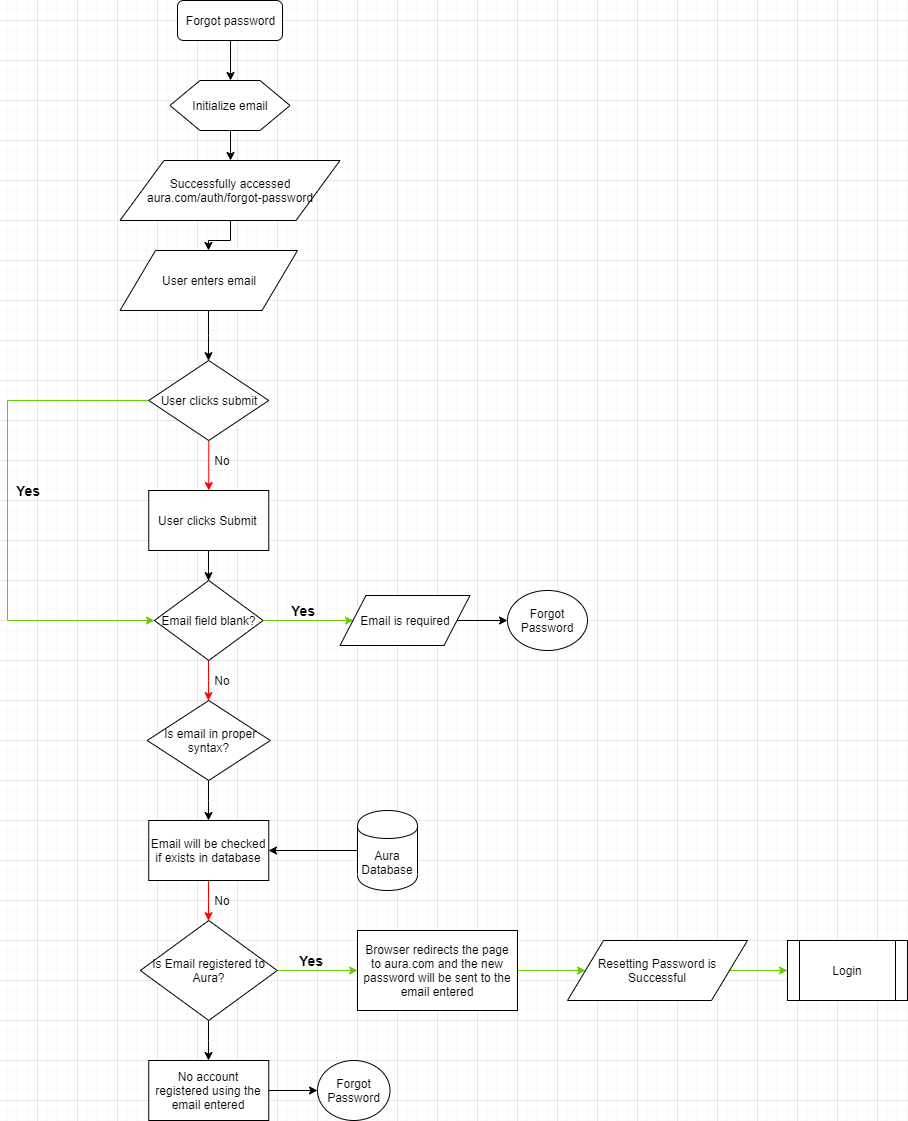 Forgot password
Initialize email
Successfully accessed
aura.com/auth/forgot-password
User enters email
User clicks submit
No
Yes
User clicks Submit
Email field blank?
Yes
Email is required
Forgot
Password
No
Is email in proper
syntax?
Email will be checked
if exists in database
Aura
Database
No
Is Email registered to
Aura?
Yes
Browser redirects the page
to aura.com and the new
password will be sent to the
email entered
Resetting Password is
Successful
Login
No account
registered using the
email entered
Forgot
Password